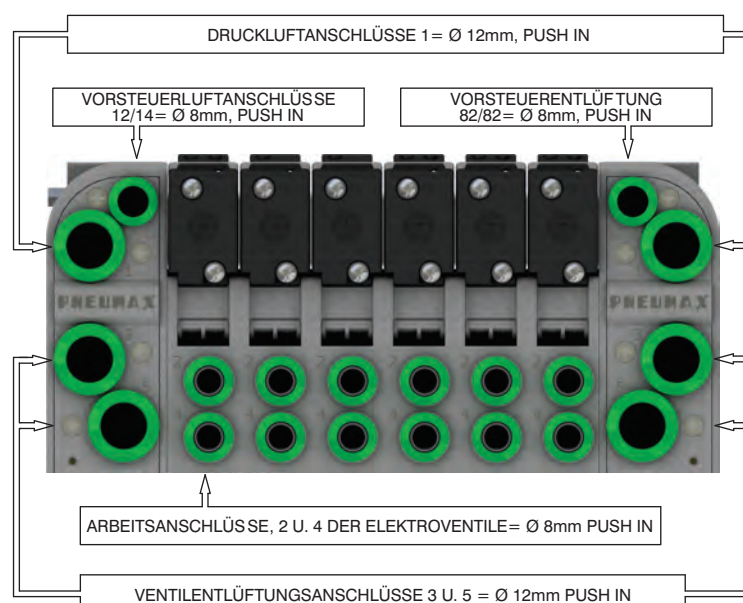 DRUCKLUFTANSCHLÜSSE 1= Ø 12mm, PUSH IN
VORSTEUERLUFTANSCHLÜSSE
12/14= Ø 8mm, PUSH IN
VORSTEUERENTLÜFTUNG
82/82= Ø 8mm, PUSH IN
PNEUMAX
PNEUMAX
ARBEITSANSCHLÜSSE, 2 U. 4 DER ELEKTROVENTILE= Ø 8mm PUSH IN
VENTILENTLÜFTUNGSANSCHLÜSSE 3 U. 5 = Ø 12mm PUSH IN